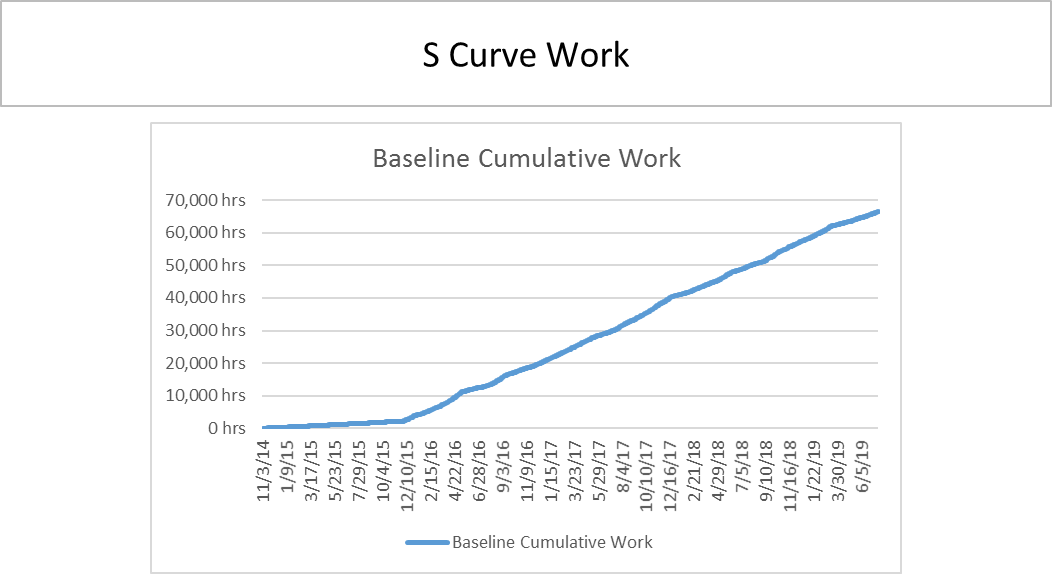 S Curve Work
Baseline Cumulative Work
70,000 hrs
60,000 hrs
50,000 hrs
40,000 hrs
30,000 hrs
20,000 hrs
10,000 hrs
0 hrs
11/3/14
1/9/15
3/17/15
5/23/15
7/29/15
10/4/15
12/10/15
2/15/16
4/22/16
6/28/16
9/3/16
11/9/16
1/15/17
3/23/17
5/29/17
8/4/17
10/10/17
12/16/17
2/21/18
4/29/18
7/5/18
9/10/18
11/16/18
1/22/19
3/30/19
6/5/19
Baseline Cumulative Work